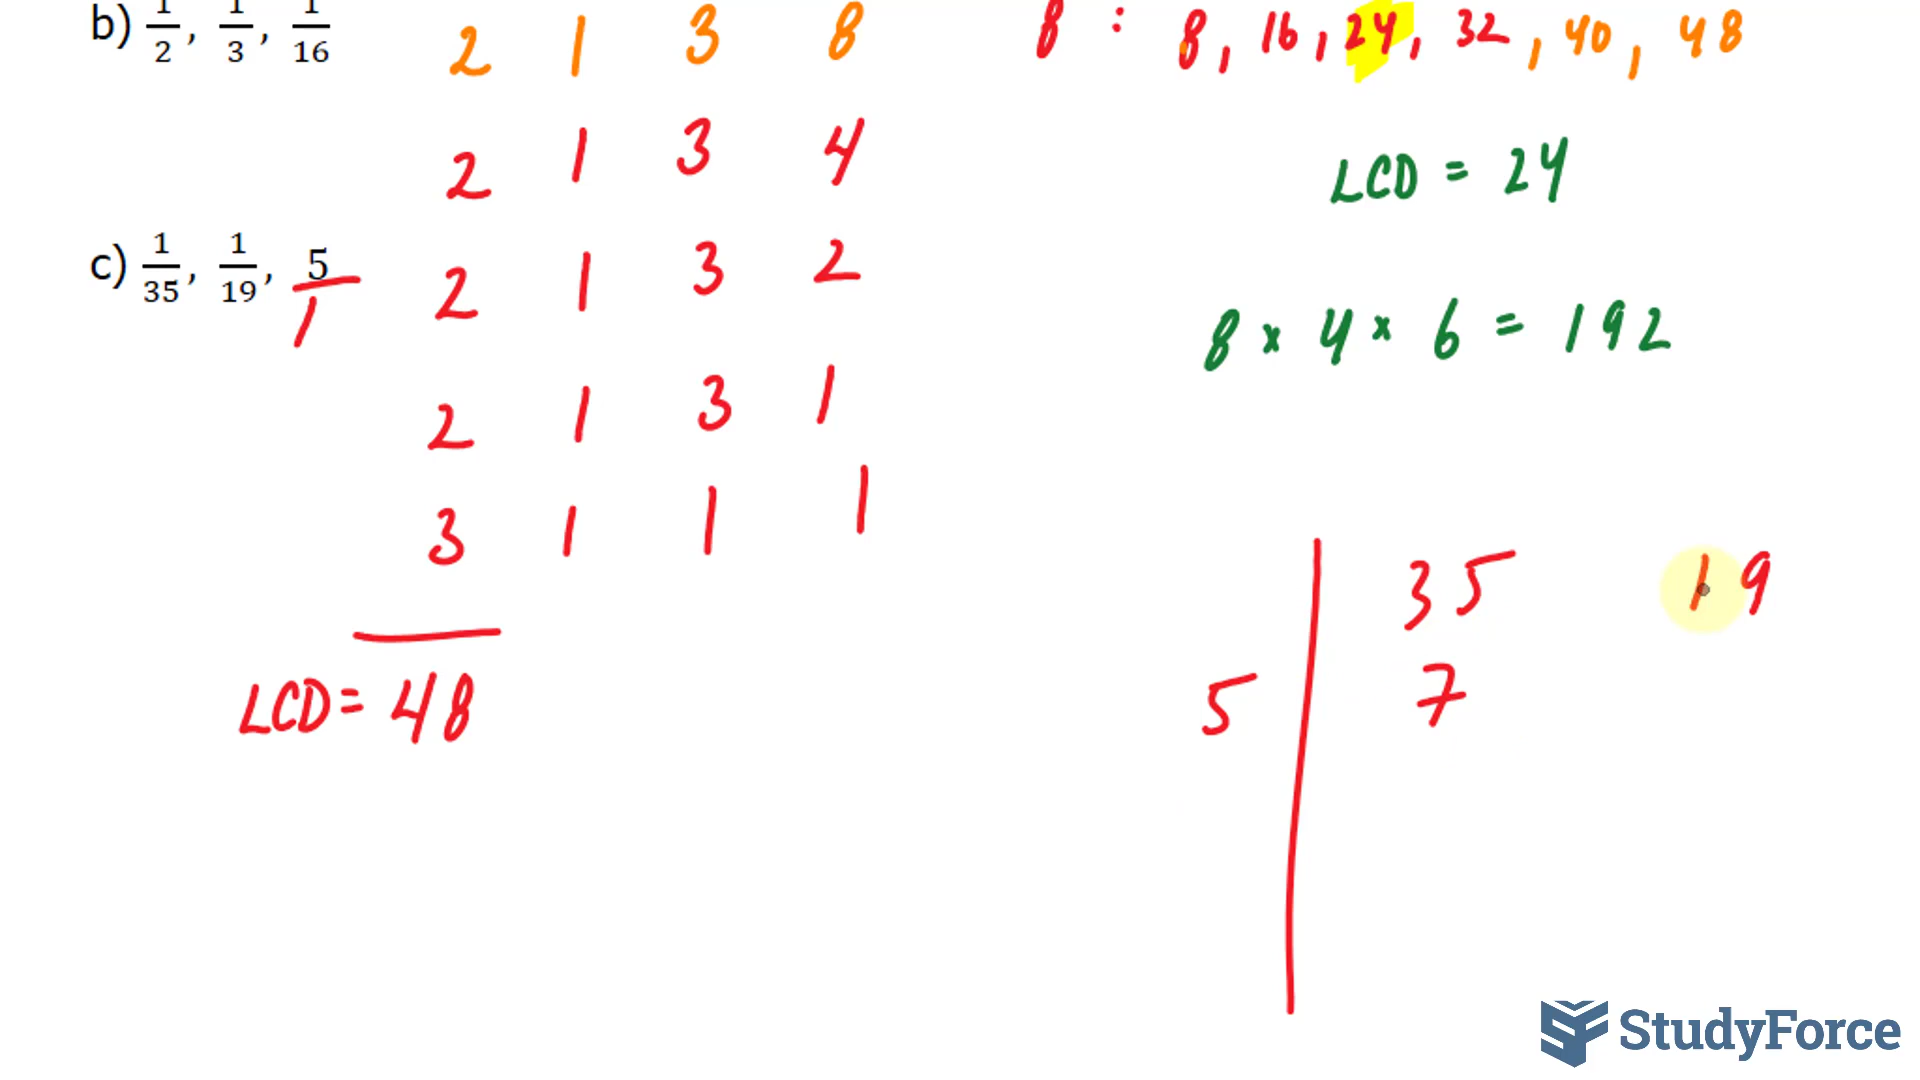 b) 1/2, 1/3, 1/16
2 1 3 8
8 : 8, 16, 24, 32, 40, 48
2 1 3 4
LCD = 24
c) 1/35, 1/19, 5/1
2 1 3 2
8 × 4 × 6 = 192
2 1 3 1
3 1 1 1
LCD = 48
35 19
5 7
StudyForce